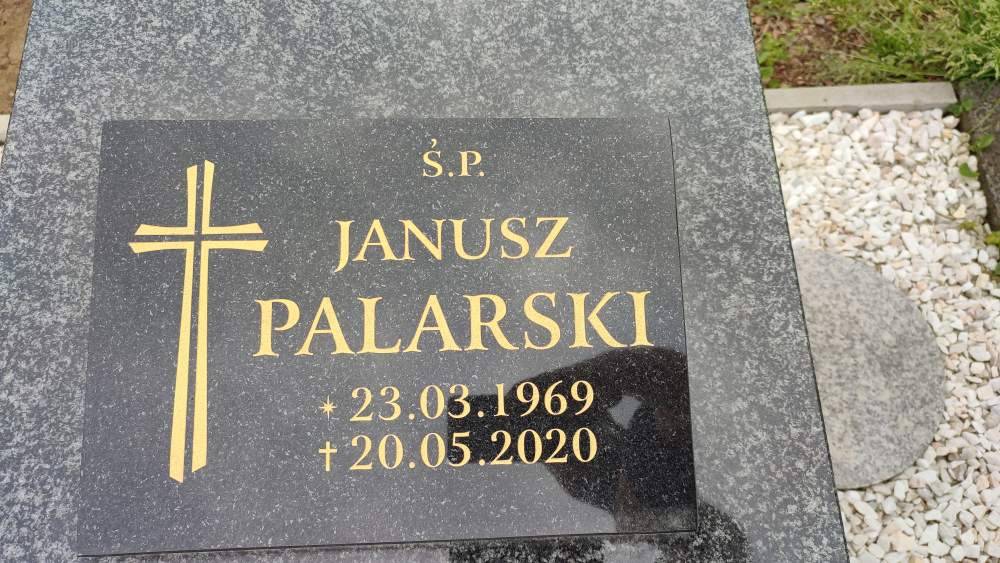 Ś.P.
JANUSZ
PALARSKI
* 23.03.1969
† 20.05.2020